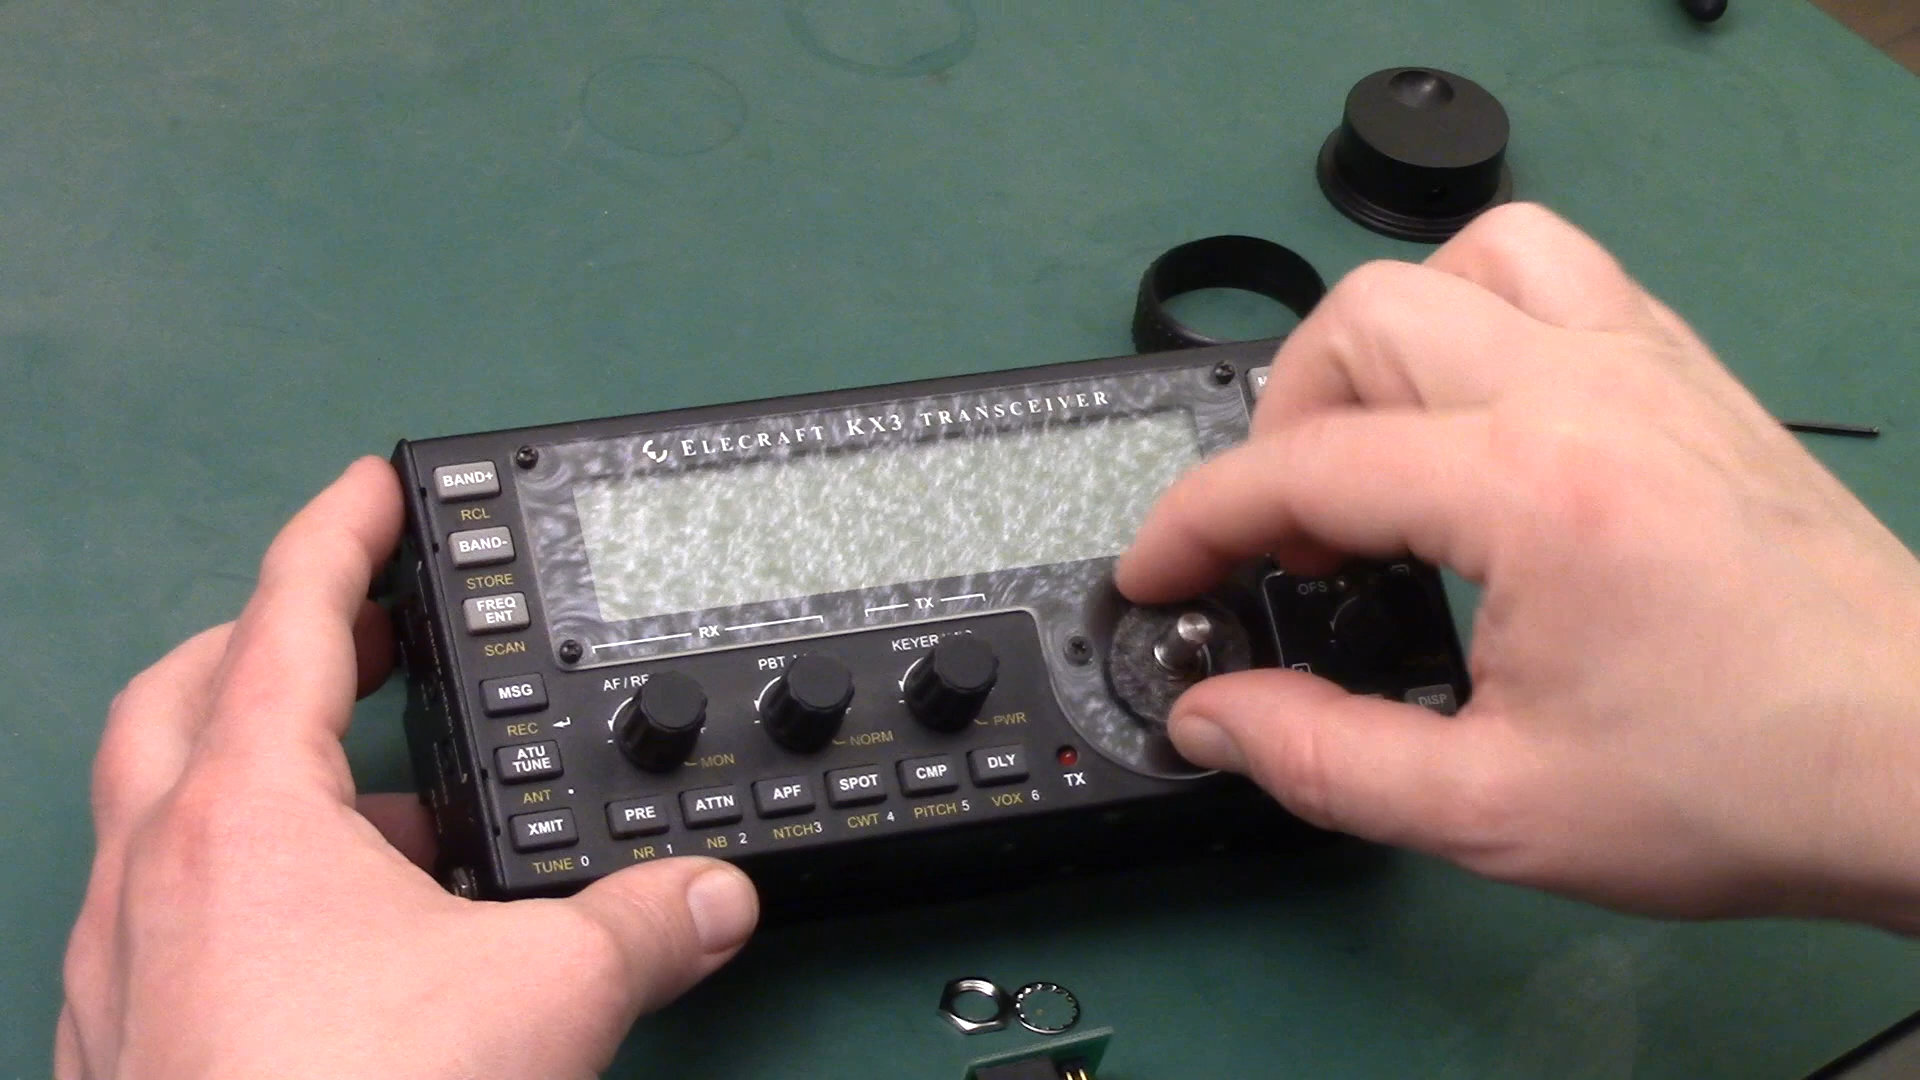 ELECRAFT KX3 TRANSCEIVER
BAND+
RCL
BAND-
STORE
FREQ
ENT
SCAN
RX
TX
OFS
AF / RF
PBT
KEYER
MSG
REC
MON
NORM
PWR
DISP
ATU
TUNE
ANT
XMIT
TUNE 0
PRE
ATTN
APF
SPOT
CMP
DLY
TX
NR 1
NB 2
NTCH 3
CWT 4
PITCH 5
VOX 6